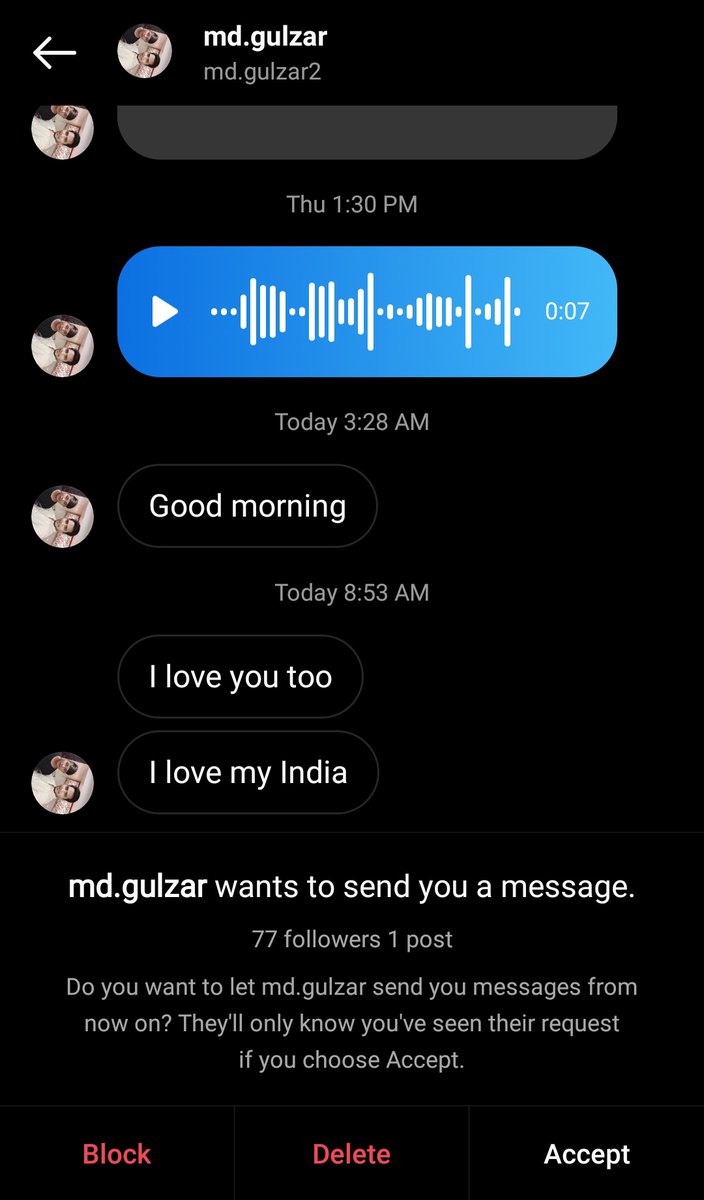 md.gulzar
md.gulzar2
Thu 1:30 PM
0:07
Today 3:28 AM
Good morning
Today 8:53 AM
I love you too
I love my India
md.gulzar wants to send you a message.
77 followers 1 post
Do you want to let md.gulzar send you messages from
now on? They'll only know you've seen their request
if you choose Accept.
Block
Delete
Accept